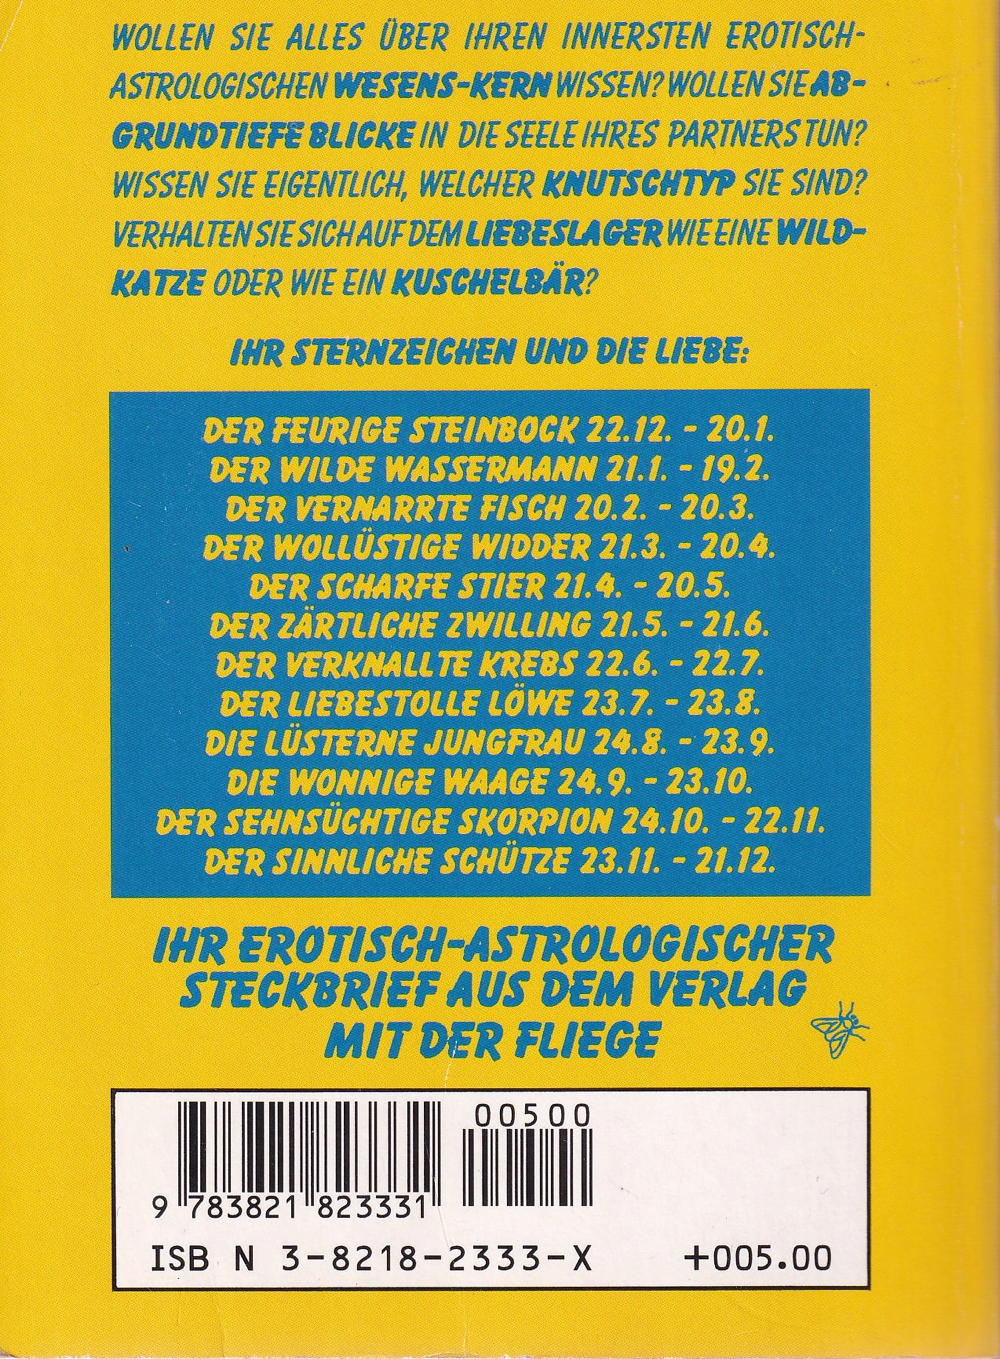 WOLLEN SIE ALLES ÜBER IHREN INNERSTEN EROTISCH-
ASTROLOGISCHEN WESENS-KERN WISSEN? WOLLEN SIE AB-
GRUNDTIEFE BLICKE IN DIE SEELE IHRES PARTNERS TUN?
WISSEN SIE EIGENTLICH, WELCHER KNUTSCHTYP SIE SIND?
VERHALTEN SIE SICH AUF DEM LIEBESLAGER WIE EINE WILD-
KATZE ODER WIE EIN KUSCHELBÄR?
IHR STERNZEICHEN UND DIE LIEBE:
DER FEURIGE STEINBOCK 22.12. - 20.1.
DER WILDE WASSERMANN 21.1. - 19.2.
DER VERNARRTE FISCH 20.2. - 20.3.
DER WOLLÜSTIGE WIDDER 21.3. - 20.4.
DER SCHARFE STIER 21.4. - 20.5.
DER ZÄRTLICHE ZWILLING 21.5. - 21.6.
DER VERKNALLTE KREBS 22.6. - 22.7.
DER LIEBESTOLLE LÖWE 23.7. - 23.8.
DIE LÜSTERNE JUNGFRAU 24.8. - 23.9.
DIE WONNIGE WAAGE 24.9. - 23.10.
DER SEHNSÜCHTIGE SKORPION 24.10. - 22.11.
DER SINNLICHE SCHÜTZE 23.11. - 21.12.
IHR EROTISCH-ASTROLOGISCHER
STECKBRIEF AUS DEM VERLAG
MIT DER FLIEGE
00500
9 783821 823331
ISBN 3-8218-2333-X +005.00